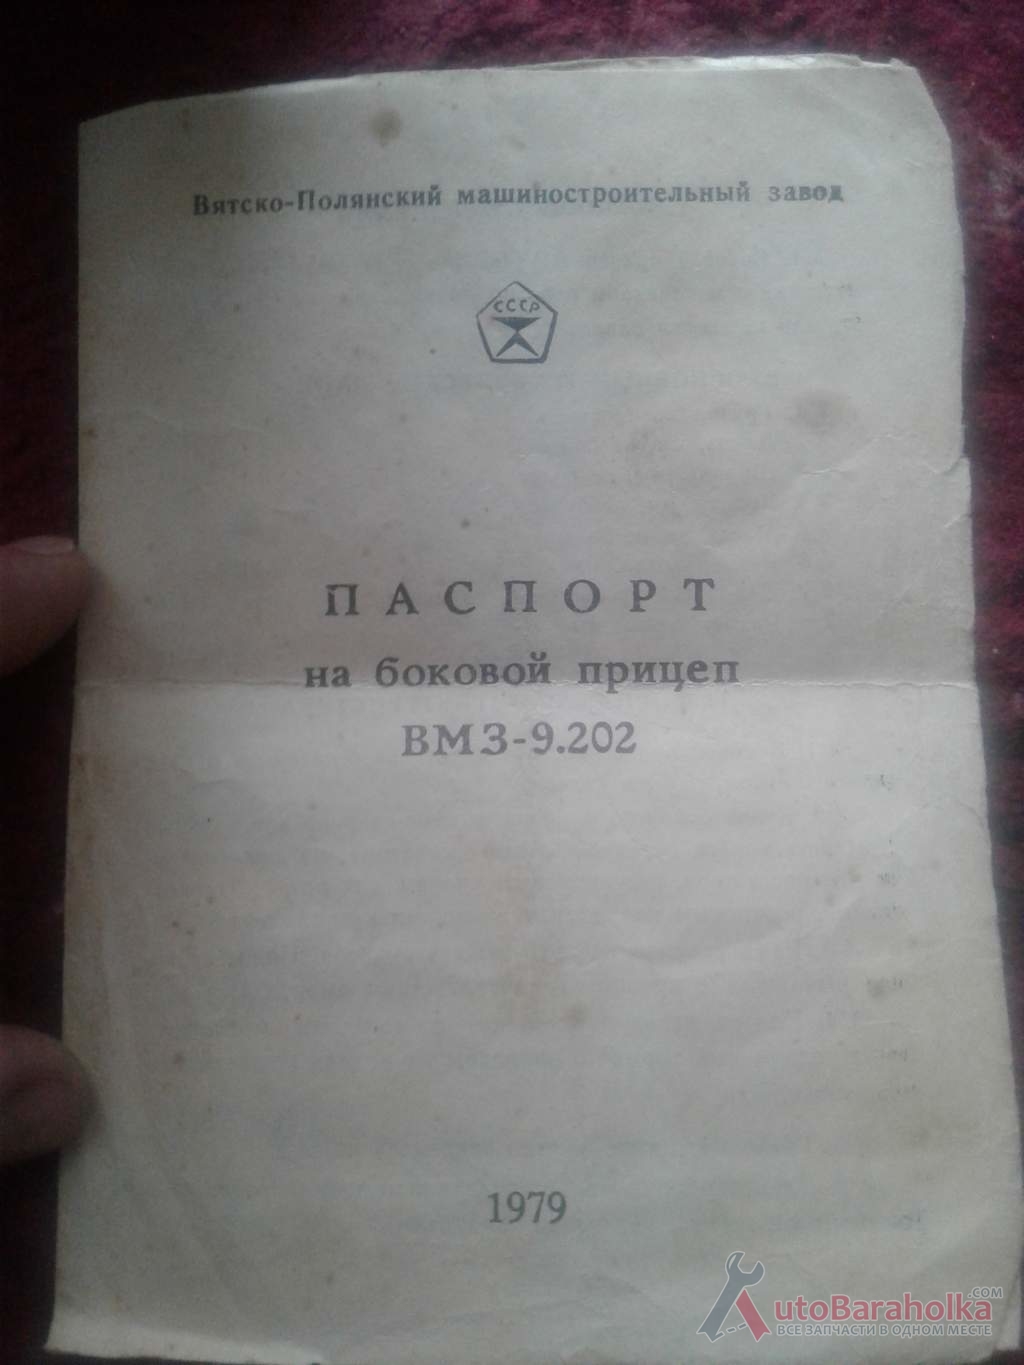 Вятско-Полянский машиностроительный завод
СССР
ПАСПОРТ
на боковой прицеп
ВМЗ-9.202
1979
AutoBaraholka.COM
ВСЕ ЗАПЧАСТИ В ОДНОМ МЕСТЕ